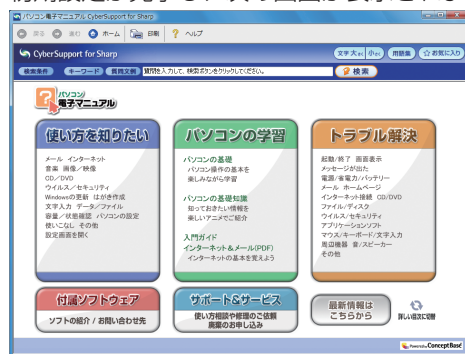 パソコン電子マニュアル CyberSupport for Sharp
戻る 進む ホーム 印刷 ヘルプ
CyberSupport for Sharp
文字 大きく 小さく 用語集 お気に入り
検索条件 キーワード 質問文例 質問を入力して、検索ボタンをクリックしてください。 検索
パソコン
電子マニュアル
使い方を知りたい
メール インターネット
音楽 画像/映像
CD/DVD
ウイルス/セキュリティ
Windowsの更新 はがき作成
文字入力 データ/ファイル
容量/状態確認 パソコンの設定
使いこなし その他
設定画面を開く
パソコンの学習
パソコンの基礎
パソコン操作の基本を
楽しみながら学習
パソコンの基礎知識
知っておきたい情報を
楽しいアニメでご紹介
入門ガイド
インターネット&メール(PDF)
インターネットの基本を覚えよう
トラブル解決
起動/終了 画面表示
メッセージが出た
電源/省電力/バッテリー
メール ホームページ
インターネット接続 CD/DVD
ファイル/ディスク
ウイルス/セキュリティ
アプリケーションソフト
マウス/キーボード/文字入力
周辺機器 音/スピーカー
その他
付属ソフトウェア
ソフトの紹介 / お問い合わせ先
サポート&サービス
使い方相談や修理のご依頼
廃棄のお申し込み
最新情報は
こちらから
詳しい目次に切替
Powered by ConceptBase